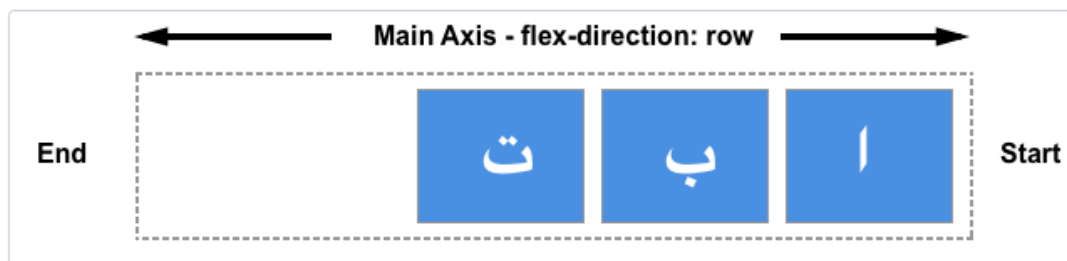 Main Axis - flex-direction: row
End
ا ب ت
Start